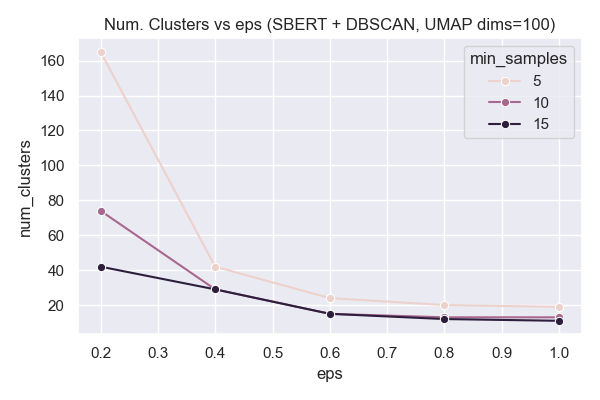 Num. Clusters vs eps (SBERT + DBSCAN, UMAP dims=100)
min_samples
5
10
15
num_clusters
160
140
120
100
80
60
40
20
0.2 0.3 0.4 0.5 0.6 0.7 0.8 0.9 1.0
eps